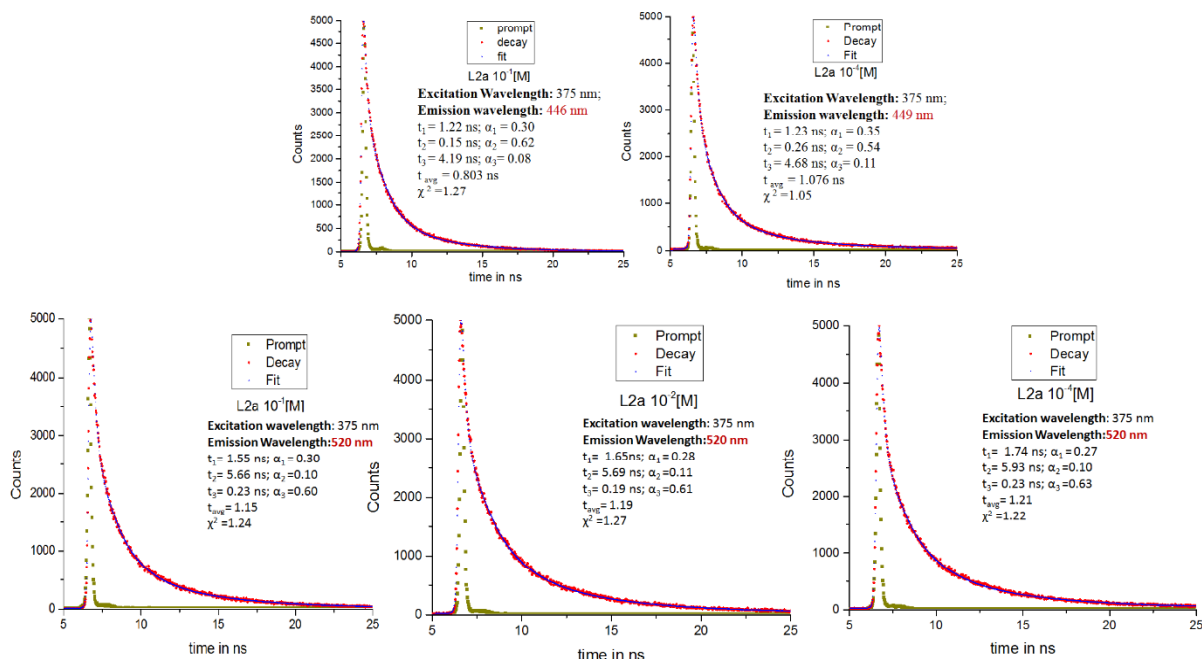 5000
4500
4000
3500
3000
2500
2000
1500
1000
500
0
5
10
15
20
25
Counts
time in ns
prompt
decay
fit
L2a 10⁻¹[M]
Excitation Wavelength: 375 nm;
Emission wavelength: 446 nm
t₁= 1.22 ns; α₁= 0.30
t₂= 0.15 ns; α₂= 0.62
t₃= 4.19 ns; α₃= 0.08
t avg = 0.803 ns
χ² =1.27
5000
4000
3000
2000
1000
0
5
10
15
20
25
Counts
time in ns
prompt
Decay
Fit
L2a 10⁻⁴[M]
Excitation Wavelength: 375 nm;
Emission wavelength: 449 nm
t₁= 1.23 ns; α₁= 0.35
t₂= 0.26 ns; α₂= 0.54
t₃= 4.68 ns; α₃= 0.11
t avg = 1.076 ns
χ² =1.05
5000
4000
3000
2000
1000
0
5
10
15
20
25
Counts
time in ns
Prompt
Decay
Fit
L2a 10⁻¹[M]
Excitation wavelength: 375 nm
Emission Wavelength:520 nm
t₁= 1.55 ns; α₁= 0.30
t₂= 5.66 ns; α₂= 0.10
t₃= 0.23 ns; α₃= 0.60
tavg= 1.15
χ² =1.24
5000
4000
3000
2000
1000
0
5
10
15
20
25
Counts
time in ns
Prompt
Decay
Fit
L2a 10⁻²[M]
Excitation wavelength: 375 nm
Emission Wavelength:520 nm
t₁= 1.65ns; α₁= 0.28
t₂= 5.69 ns; α₂= 0.11
t₃= 0.19 ns; α₃= 0.61
tavg= 1.19
χ² =1.27
5000
4000
3000
2000
1000
0
5
10
15
20
25
Counts
time in ns
Prompt
Decay
Fit
L2a 10⁻⁴[M]
Excitation wavelength: 375 nm
Emission Wavelength:520 nm
t₁= 1.74 ns; α₁= 0.27
t₂= 5.93 ns; α₂= 0.10
t₃= 0.23 ns; α₃= 0.63
tavg= 1.21
χ² =1.22